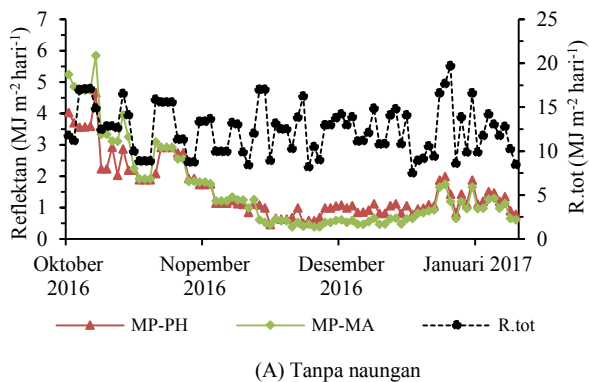 Reflektan (MJ m-2 hari-1)
R.tot (MJ m-2 hari-1)
7
6
5
4
3
2
1
0
25
20
15
10
5
0
Oktober
2016
Nopember
2016
Desember
2016
Januari 2017
MP-PH
MP-MA
R.tot
(A) Tanpa naungan